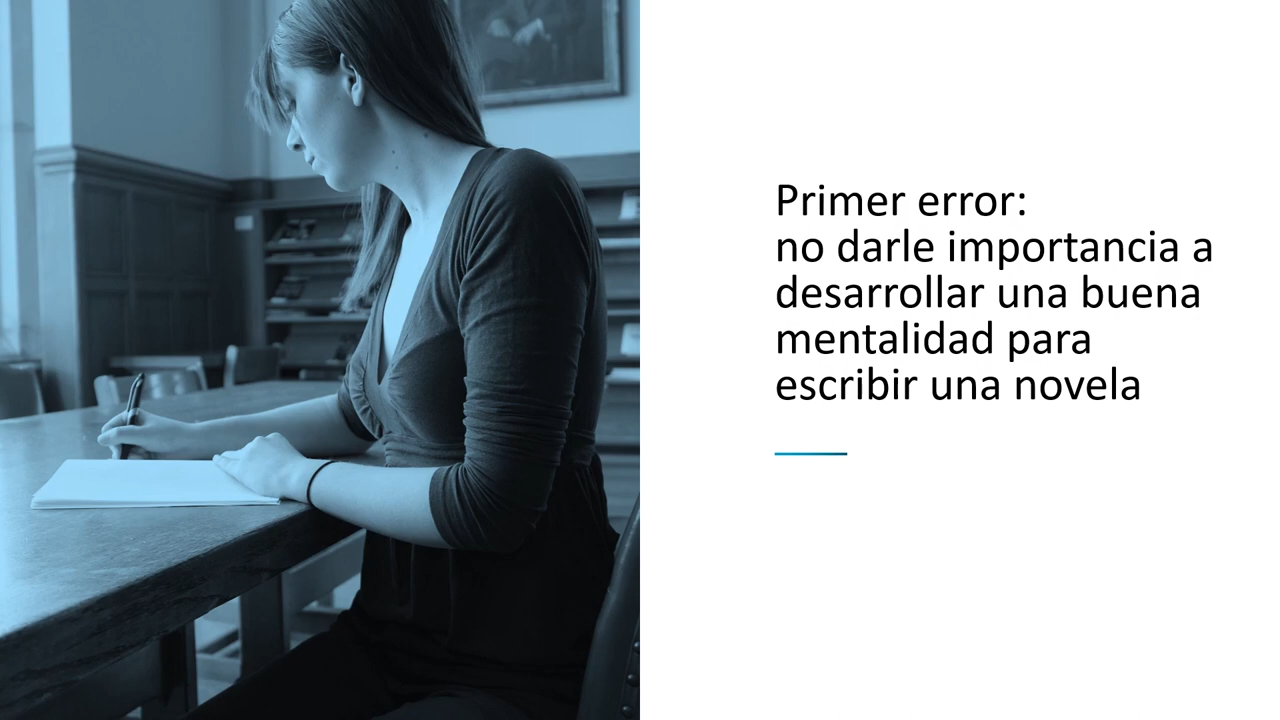 Primer error:
no darle importancia a
desarrollar una buena
mentalidad para
escribir una novela